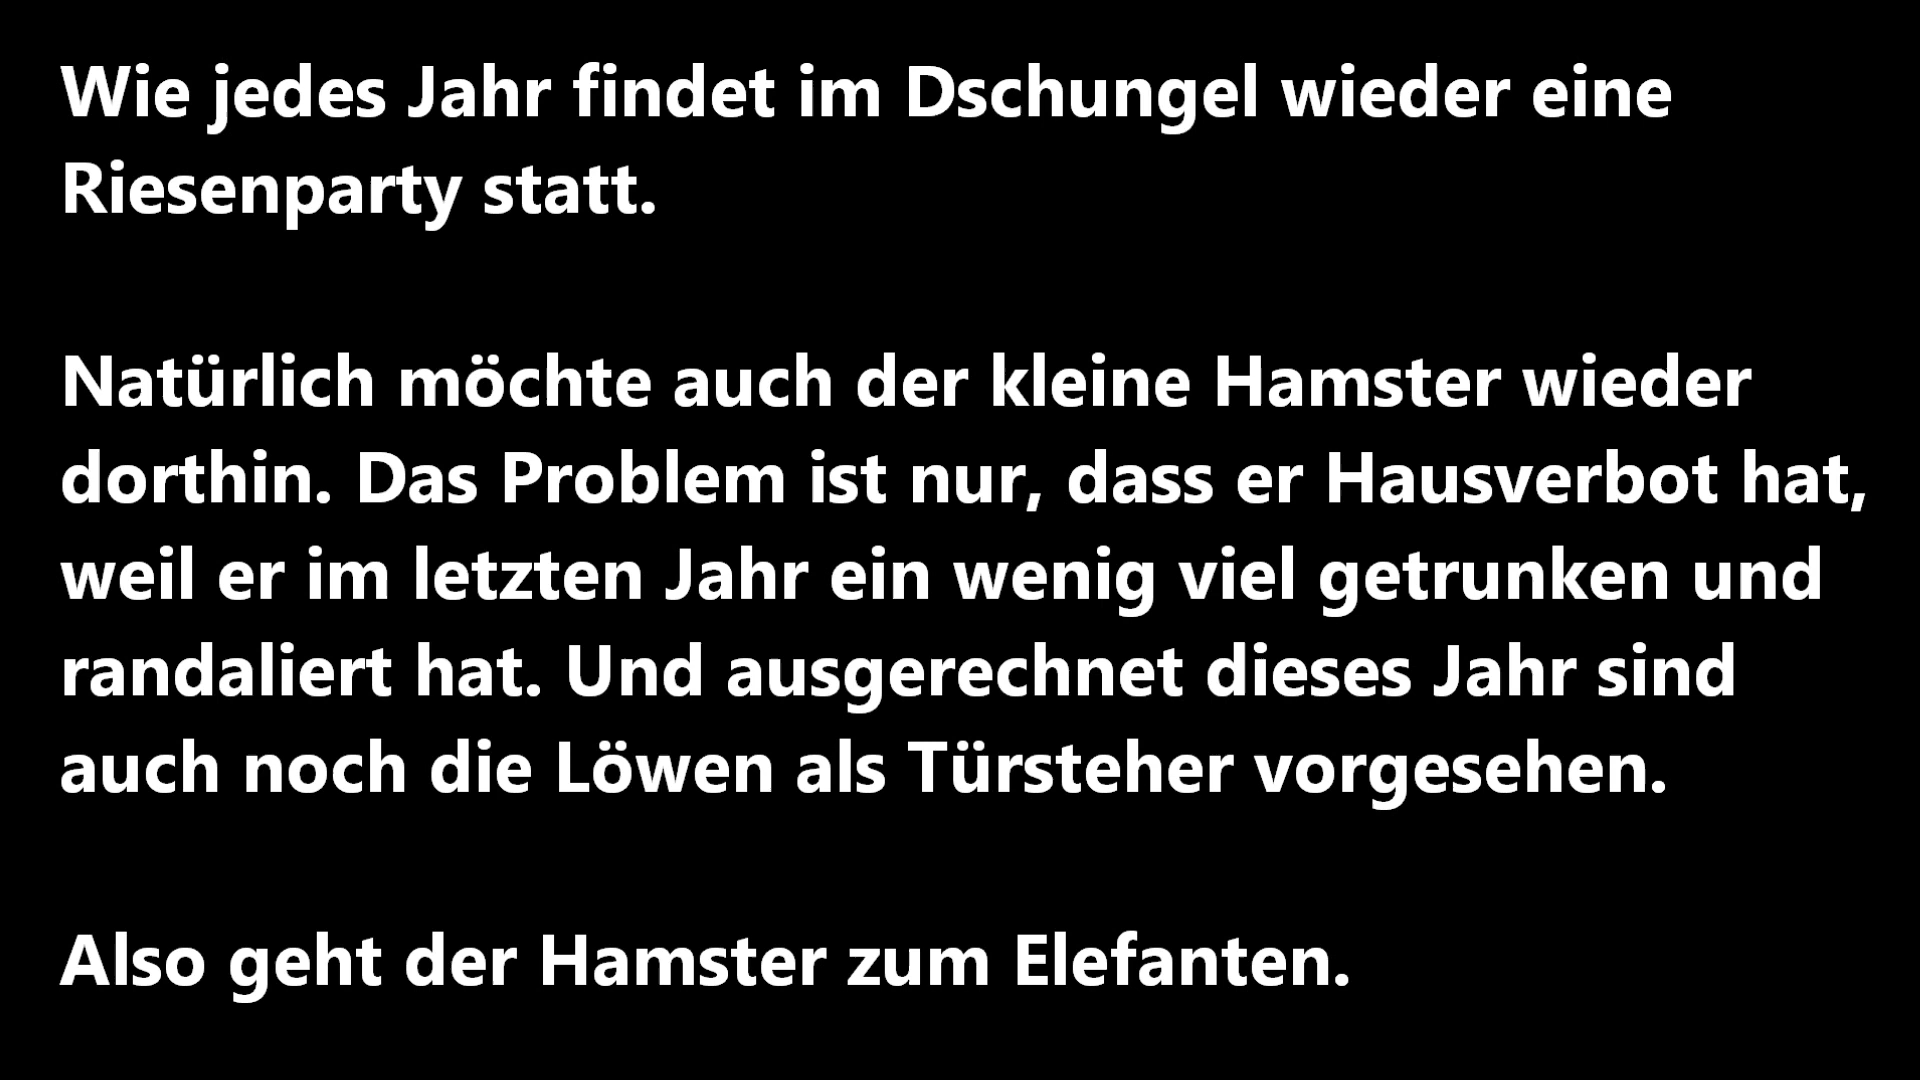 Wie jedes Jahr findet im Dschungel wieder eine
Riesenparty statt.
Natürlich möchte auch der kleine Hamster wieder
dorthin. Das Problem ist nur, dass er Hausverbot hat,
weil er im letzten Jahr ein wenig viel getrunken und
randaliert hat. Und ausgerechnet dieses Jahr sind
auch noch die Löwen als Türsteher vorgesehen.
Also geht der Hamster zum Elefanten.